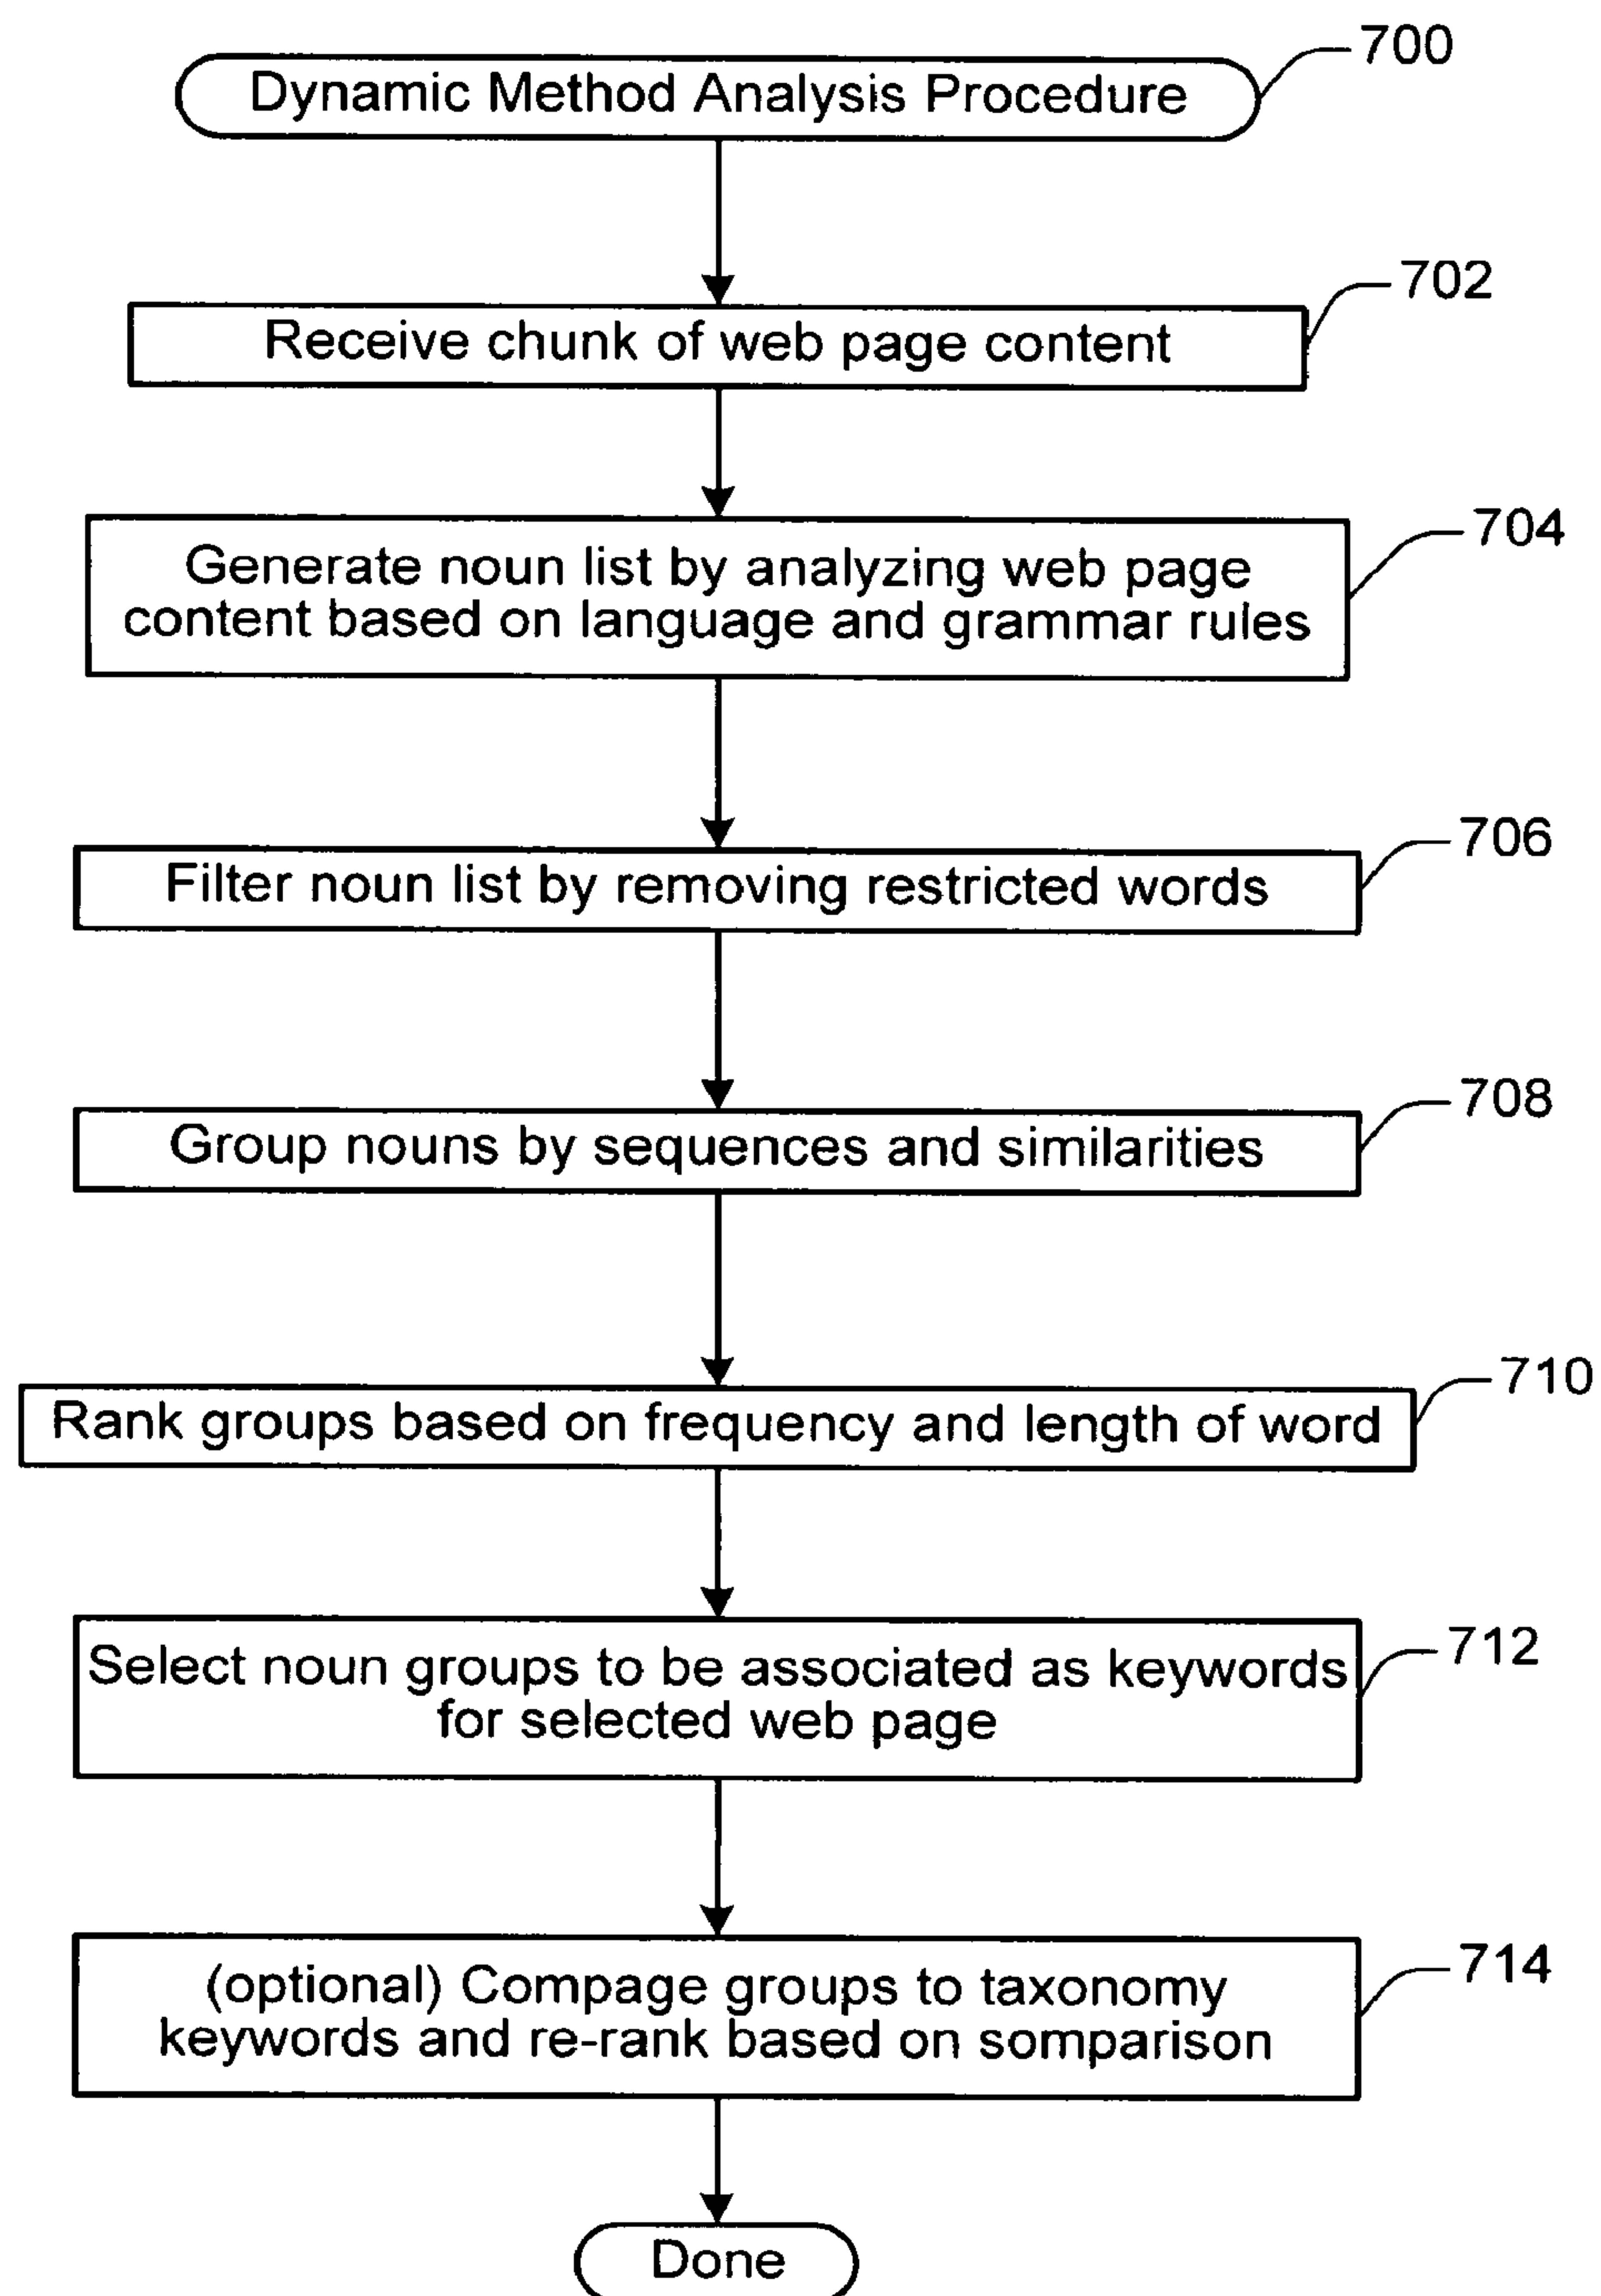 700
Dynamic Method Analysis Procedure
702
Receive chunk of web page content
704
Generate noun list by analyzing web page
content based on language and grammar rules
706
Filter noun list by removing restricted words
708
Group nouns by sequences and similarities
710
Rank groups based on frequency and length of word
712
Select noun groups to be associated as keywords
for selected web page
714
(optional) Compage groups to taxonomy
keywords and re-rank based on somparison
Done